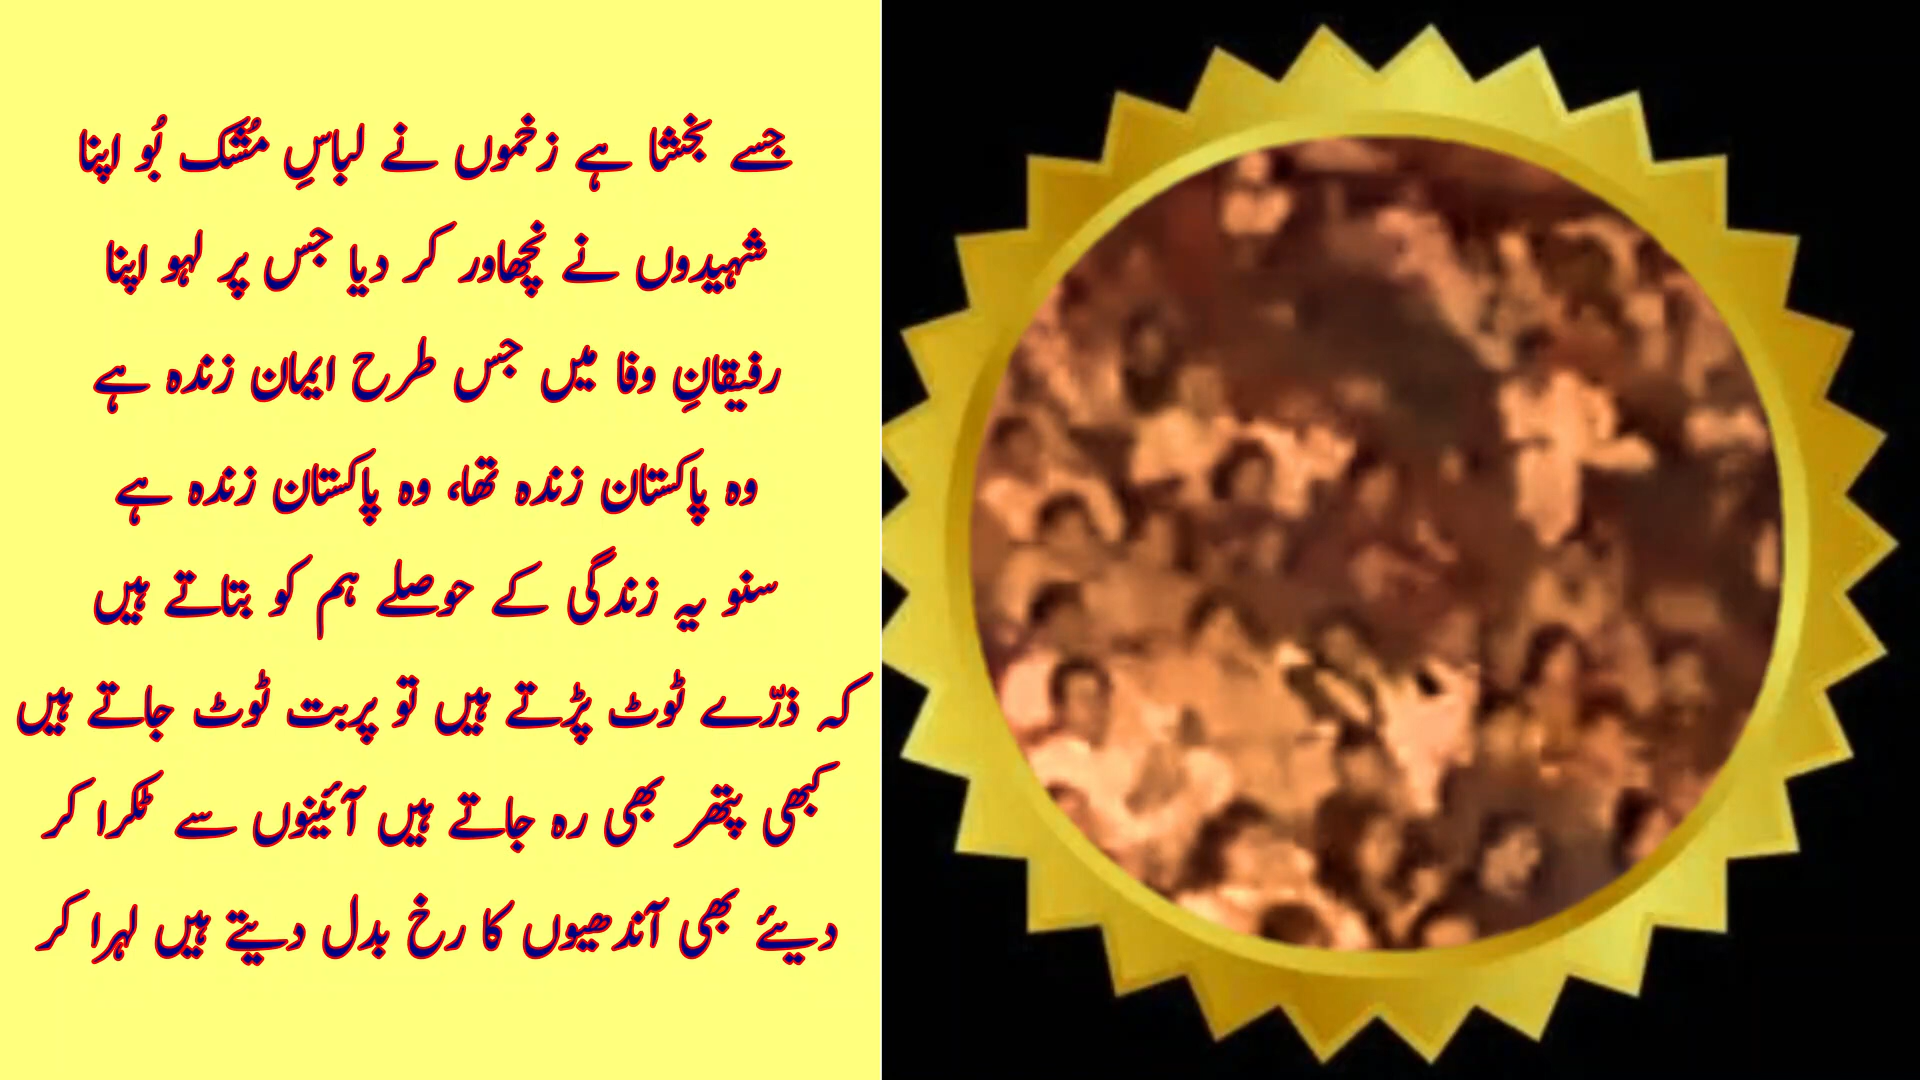 جسے بخشا ہے زخموں نے لباسِ مُشک بُو اپنا
شہیدوں نے نچھاور کر دیا جس پر لہو اپنا
رفیقانِ وفا میں جس طرح ایمان زندہ ہے
وہ پاکستان زندہ تھا، وہ پاکستان زندہ ہے
سنو یہ زندگی کے حوصلے ہم کو بتاتے ہیں
کہ ذرّے ٹوٹ پڑتے ہیں تو پربت ٹوٹ جاتے ہیں
کبھی پتھر بھی رہ جاتے ہیں آئینوں سے ٹکرا کر
دیئے بھی آندھیوں کا رخ بدل دیتے ہیں لہرا کر